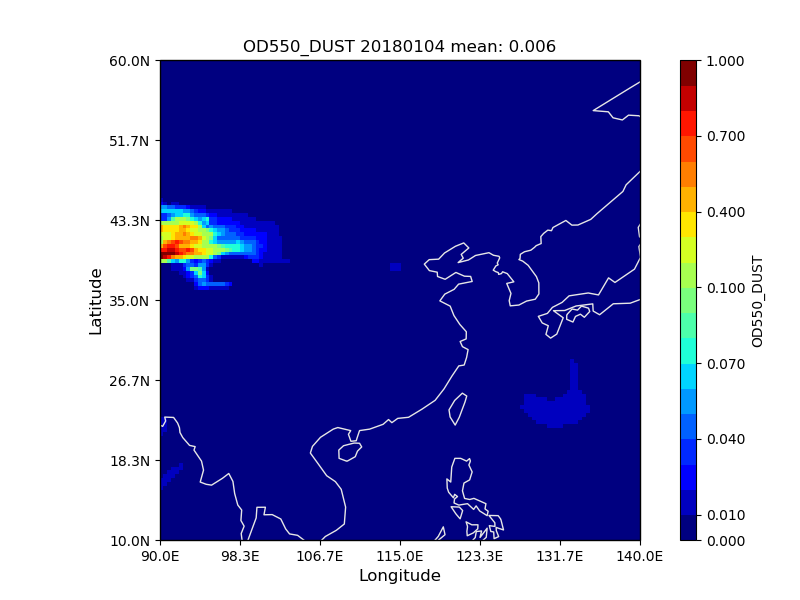 OD550_DUST 20180104 mean: 0.006
60.0N
51.7N
43.3N
35.0N
26.7N
18.3N
10.0N
Latitude
90.0E 98.3E 106.7E 115.0E 123.3E 131.7E 140.0E
Longitude
1.000
0.700
0.400
0.100
0.070
0.040
0.010
0.000
OD550_DUST